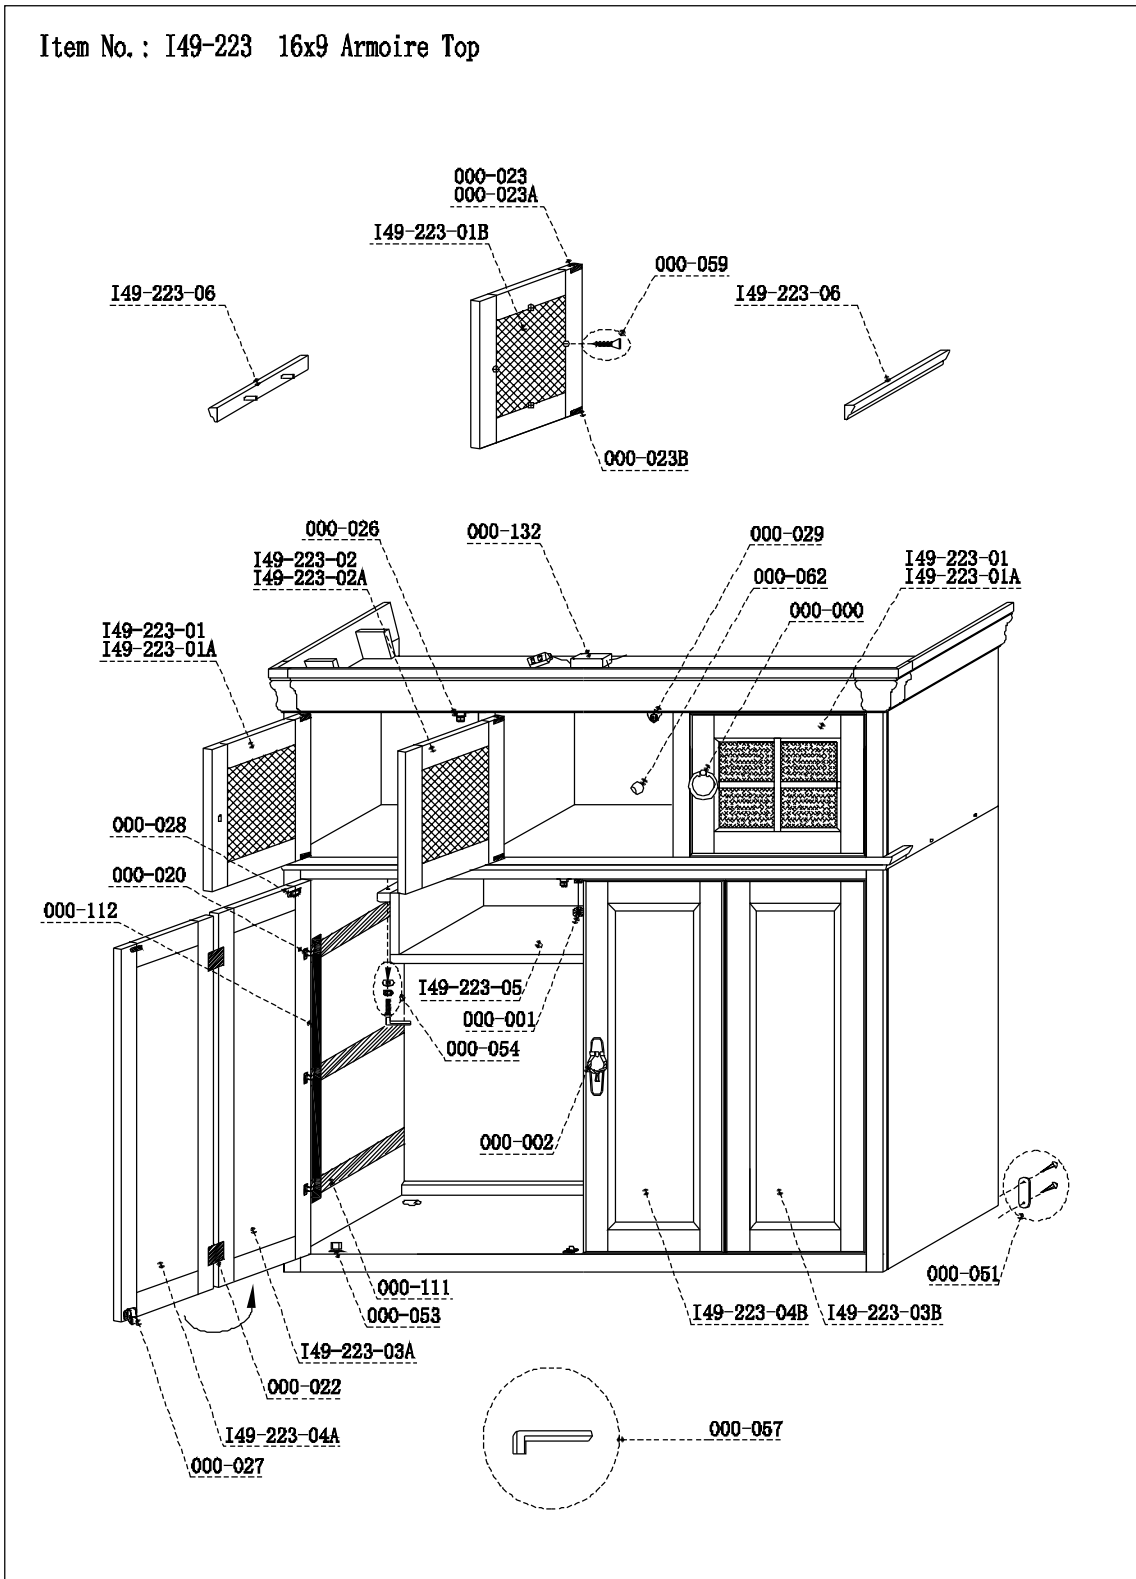 Item No.: I49-223  16x9 Armoire Top
000-023
000-023A
I49-223-01B
000-059
I49-223-06
I49-223-06
000-023B
000-026
000-132
000-029
I49-223-02
I49-223-02A
000-062
I49-223-01
I49-223-01A
000-000
I49-223-01
I49-223-01A
000-028
000-020
000-112
I49-223-05
000-001
000-054
000-002
000-051
000-111
000-053
I49-223-04B
I49-223-03B
I49-223-03A
000-022
I49-223-04A
000-027
000-057